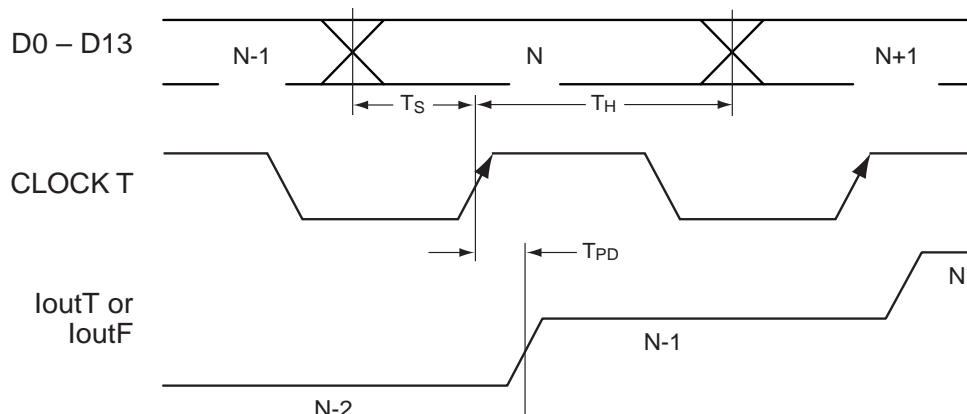 D0 – D13
N-1
N
N+1
TS
TH
CLOCK T
TPD
IoutT or
IoutF
N
N-1
N-2